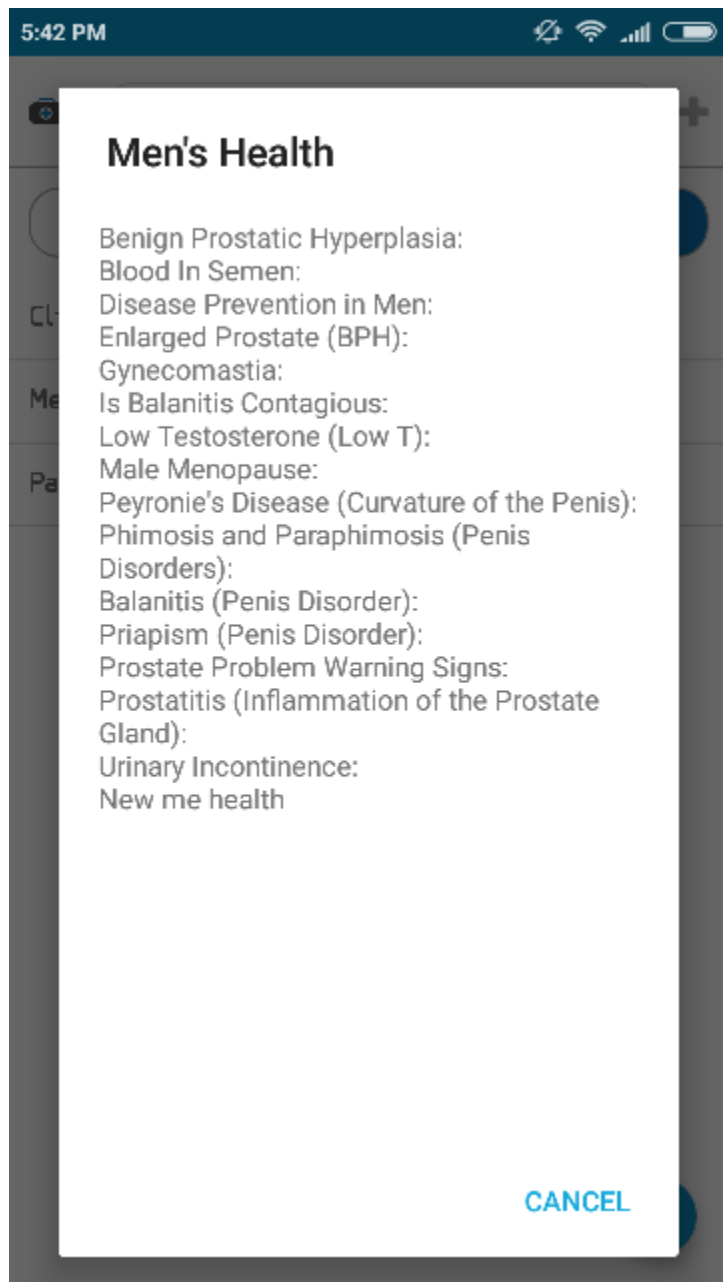 5:42 PM
Men's Health
Benign Prostatic Hyperplasia:
Blood In Semen:
Disease Prevention in Men:
Enlarged Prostate (BPH):
Gynecomastia:
Is Balanitis Contagious:
Low Testosterone (Low T):
Male Menopause:
Peyronie's Disease (Curvature of the Penis):
Phimosis and Paraphimosis (Penis
Disorders):
Balanitis (Penis Disorder):
Priapism (Penis Disorder):
Prostate Problem Warning Signs:
Prostatitis (Inflammation of the Prostate
Gland):
Urinary Incontinence:
New me health
CANCEL